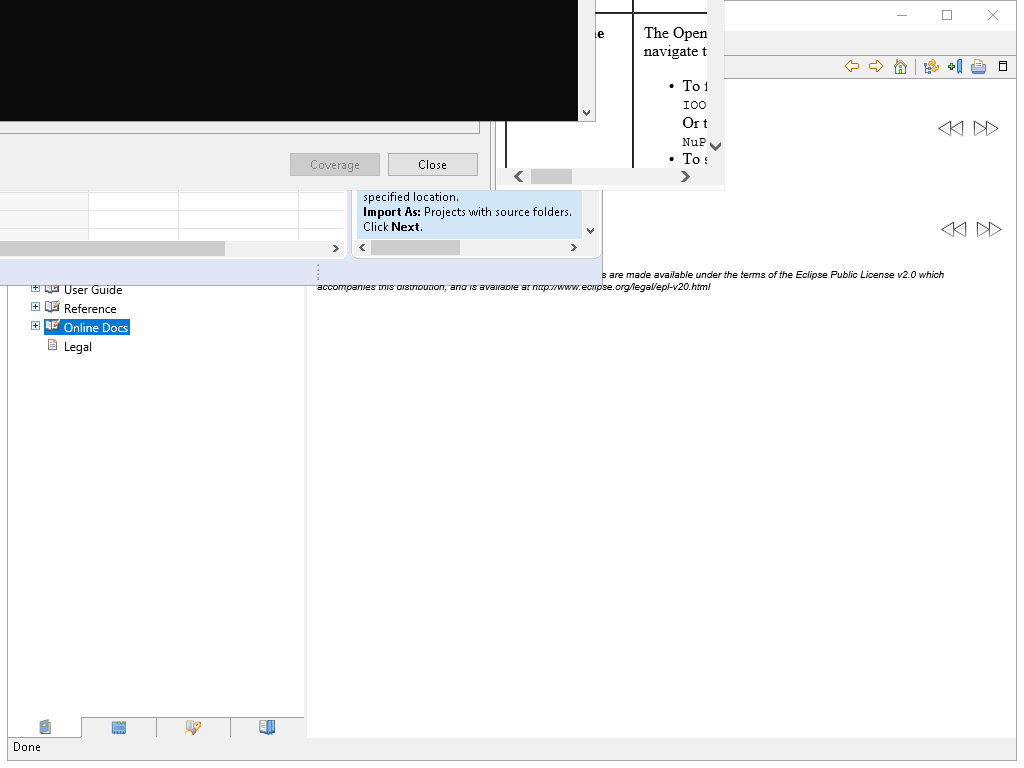 e
The Open
navigate t
• To f
IOO
Or t
NuP
• To s
Coverage
Close
specified location.
Import As: Projects with source folders.
Click Next.
s are made available under the terms of the Eclipse Public License v2.0 which
accompanies this distribution, and is available at http://www.eclipse.org/legal/epl-v20.html
User Guide
Reference
Online Docs
Legal
Done